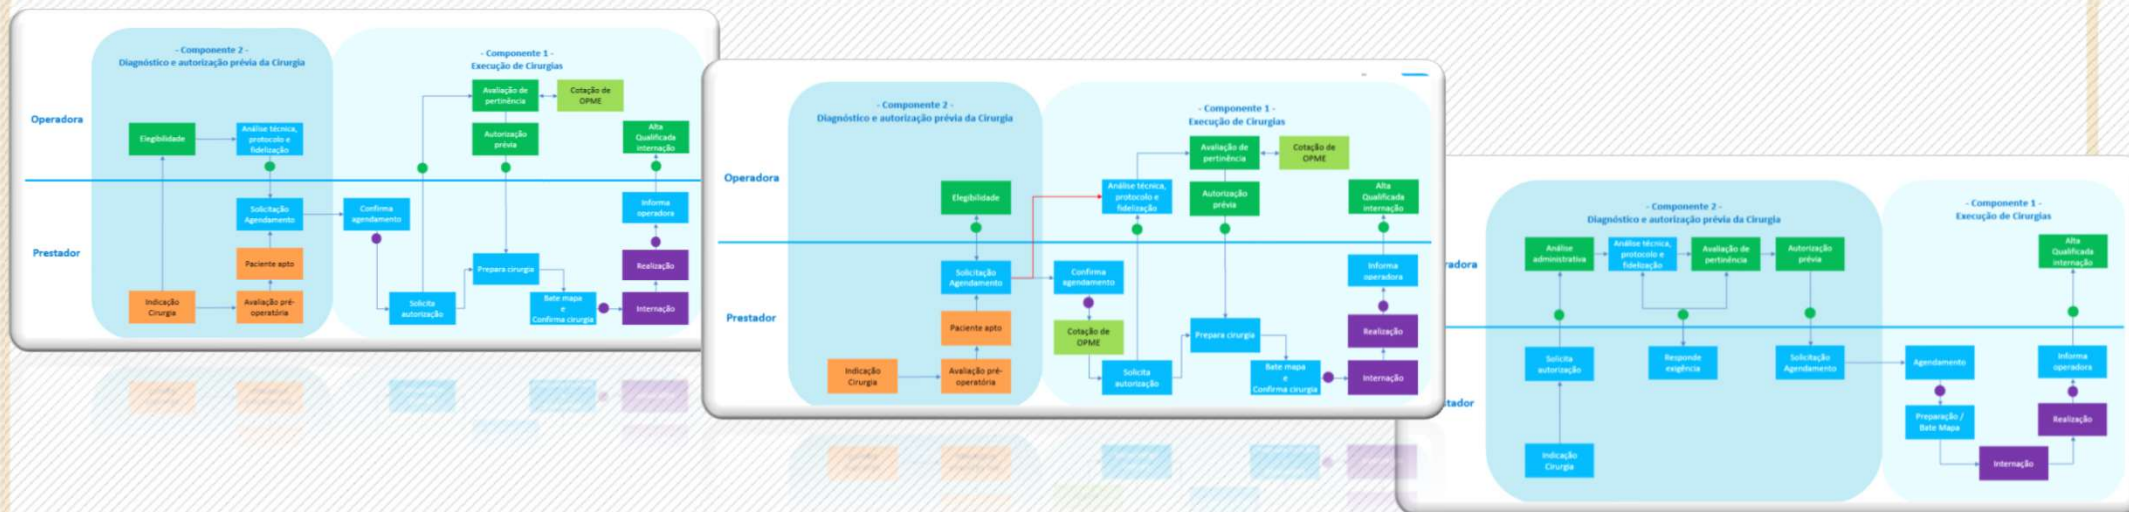 - Componente 2 -
Diagnóstico e autorização prévia da Cirurgia
- Componente 1 -
Execução de Cirurgias
Operadora
Elegibilidade
Análise técnica,
protocolo e
fidelização
Avaliação de
pertinência
Cotação de
OPME
Autorização
prévia
Alta
Qualificada
internação
Prestador
Solicitação
Agendamento
Confirma
agendamento
Informa
operadora
Paciente apto
Prepara cirurgia
Realização
Indicação
Cirurgia
Avaliação pré-
operatória
Solicita
autorização
Bate mapa
e
Confirma cirurgia
Internação
- Componente 2 -
Diagnóstico e autorização prévia da Cirurgia
- Componente 1 -
Execução de Cirurgias
Operadora
Elegibilidade
Análise técnica,
protocolo e
fidelização
Avaliação de
pertinência
Cotação de
OPME
Autorização
prévia
Alta
Qualificada
internação
Prestador
Solicitação
Agendamento
Confirma
agendamento
Informa
operadora
Paciente apto
Cotação de
OPME
Prepara cirurgia
Realização
Indicação
Cirurgia
Avaliação pré-
operatória
Solicita
autorização
Bate mapa
e
Confirma cirurgia
Internação
- Componente 2 -
Diagnóstico e autorização prévia da Cirurgia
- Componente 1 -
Execução de Cirurgias
radora
Análise
administrativa
Análise técnica,
protocolo e
fidelização
Avaliação de
pertinência
Autorização
prévia
Alta
Qualificada
internação
stador
Solicita
autorização
Responde
exigência
Solicitação
Agendamento
Agendamento
Informa
operadora
Preparação /
Bate Mapa
Realização
Indicação
Cirurgia
Internação